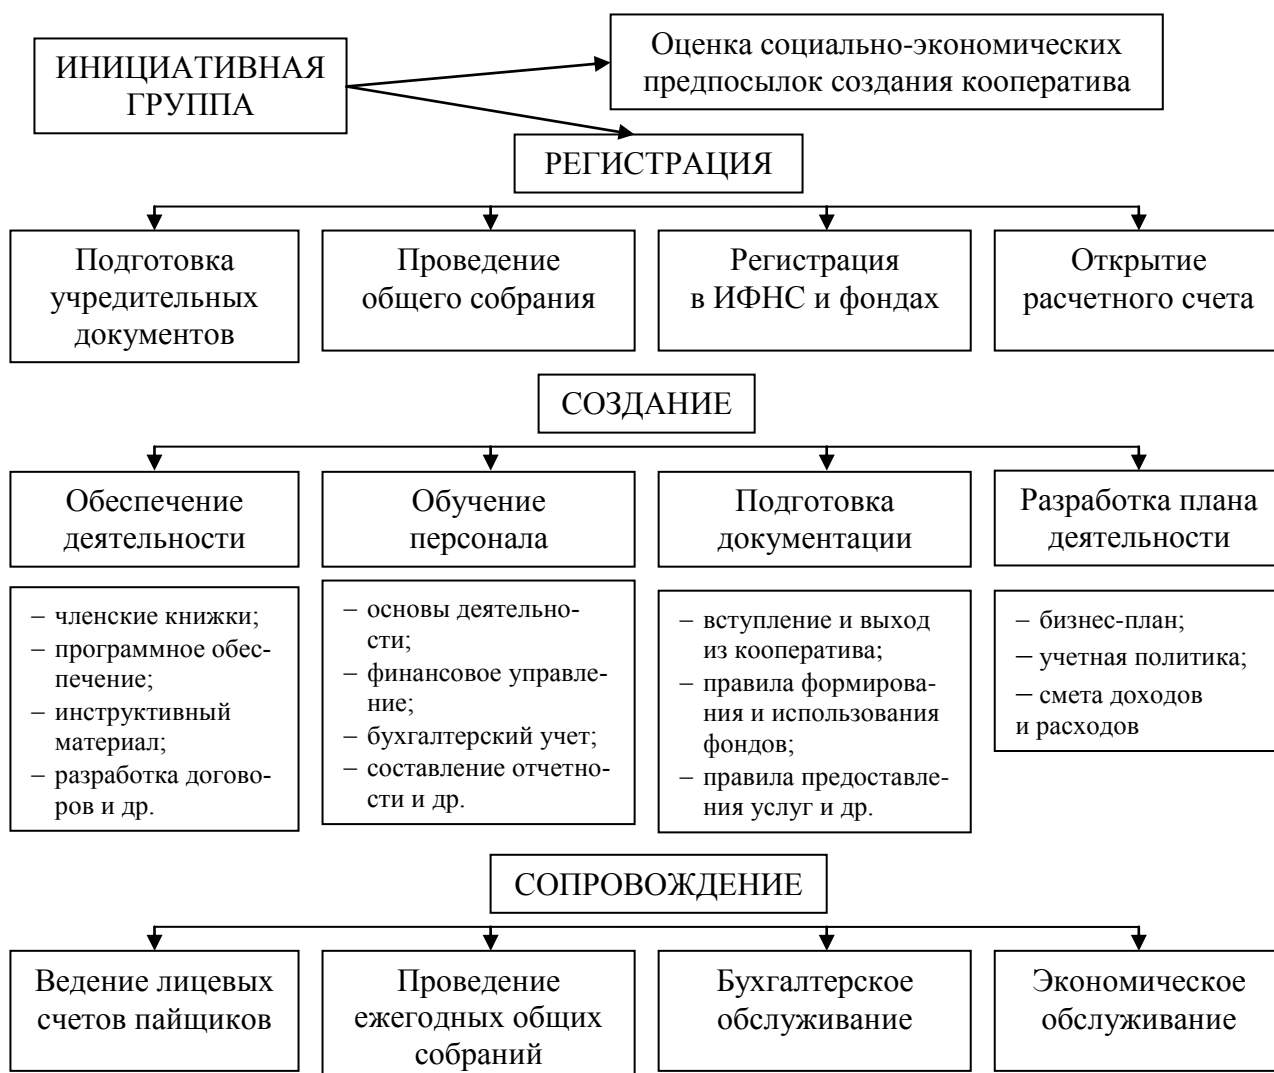 ИНИЦИАТИВНАЯ
ГРУППА
Оценка социально-экономических
предпосылок создания кооператива
РЕГИСТРАЦИЯ
Подготовка
учредительных
документов
Проведение
общего собрания
Регистрация
в ИФНС и фондах
Открытие
расчетного счета
СОЗДАНИЕ
Обеспечение
деятельности
Обучение
персонала
Подготовка
документации
Разработка плана
деятельности
– членские книжки;
– программное обес-
печение;
– инструктивный
материал;
– разработка догово-
ров и др.
– основы деятельно-
сти;
– финансовое управле-
ние;
– бухгалтерский учет;
– составление отчетно-
сти и др.
– вступление и выход
из кооператива;
– правила формирова-
ния и использования
фондов;
– правила предоставле-
ния услуг и др.
– бизнес-план;
– учетная политика;
– смета доходов
и расходов
СОПРОВОЖДЕНИЕ
Ведение лицевых
счетов пайщиков
Проведение
ежегодных общих
собраний
Бухгалтерское
обслуживание
Экономическое
обслуживание